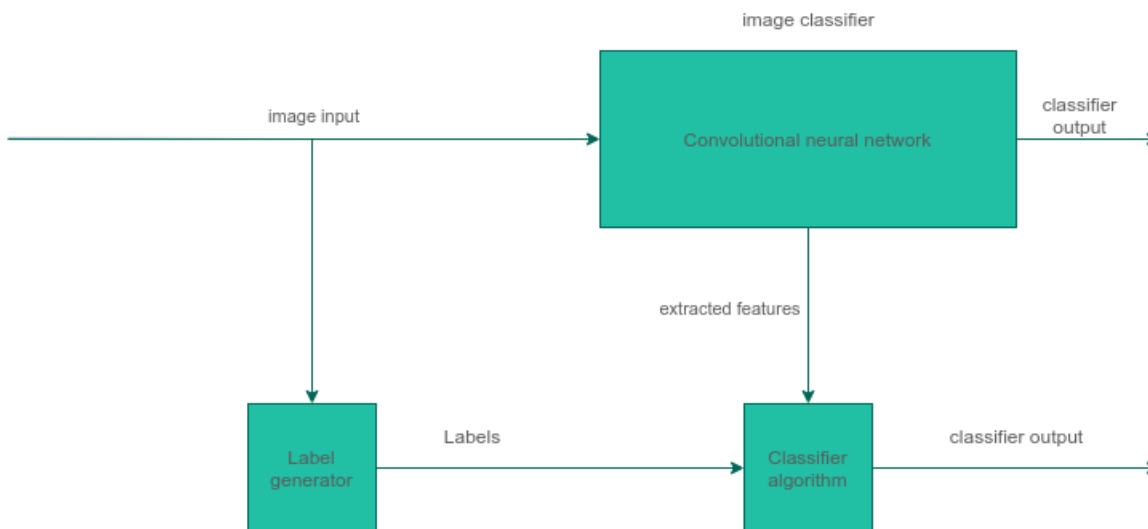 image classifier
image input
Convolutional neural network
classifier
output
extracted features
Label
generator
Labels
Classifier
algorithm
classifier output